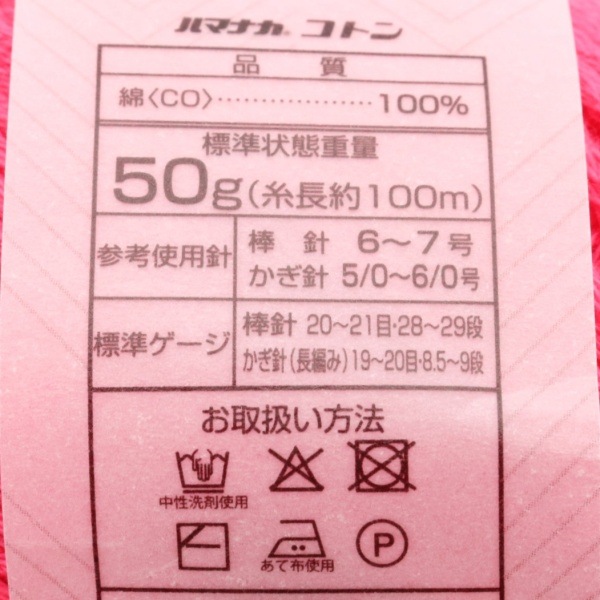 ハマナカ® コトン
品 質
綿〈CO〉………………100%
標準状態重量
50g(糸長約100m)
参考使用針
棒 針 6〜7号
かぎ針 5/0〜6/0号
標準ゲージ
棒針 20〜21目・28〜29段
かぎ針(長編み)19〜20目・8.5〜9段
お取扱い方法
中性洗剤使用
あて布使用
P